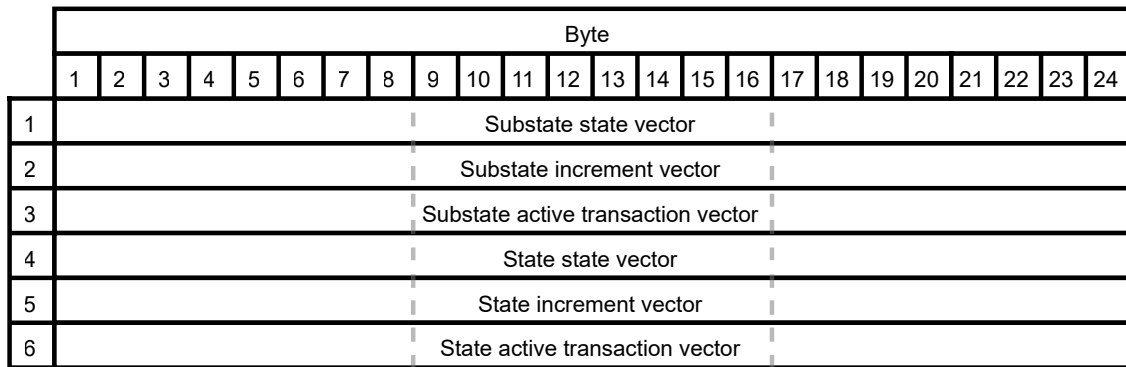 Byte
1 2 3 4 5 6 7 8 9 10 11 12 13 14 15 16 17 18 19 20 21 22 23 24
1 Substate state vector
2 Substate increment vector
3 Substate active transaction vector
4 State state vector
5 State increment vector
6 State active transaction vector